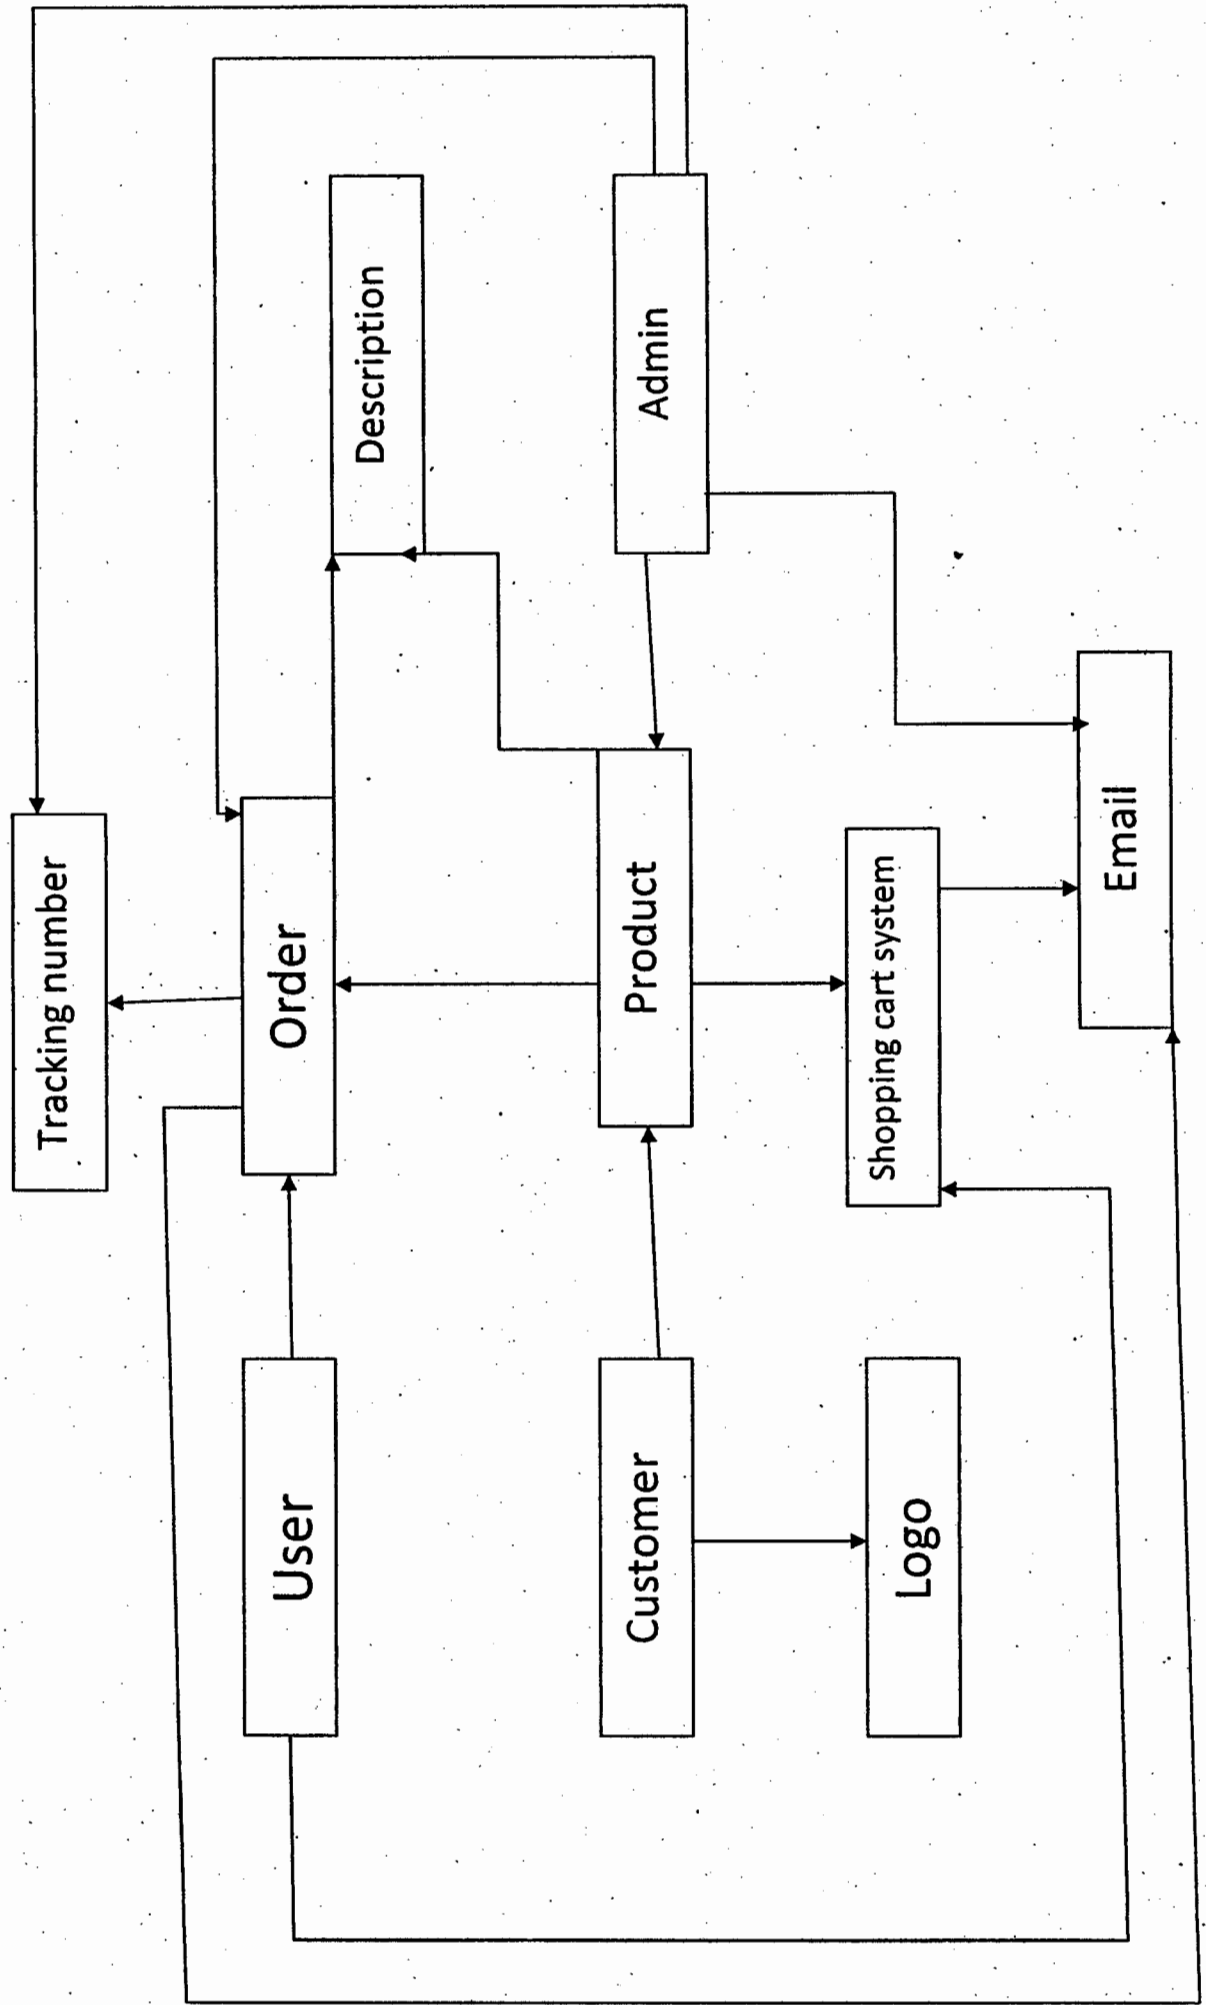 Tracking number
User
Order
Description
Customer
Product
Admin
Logo
Shopping cart system
Email